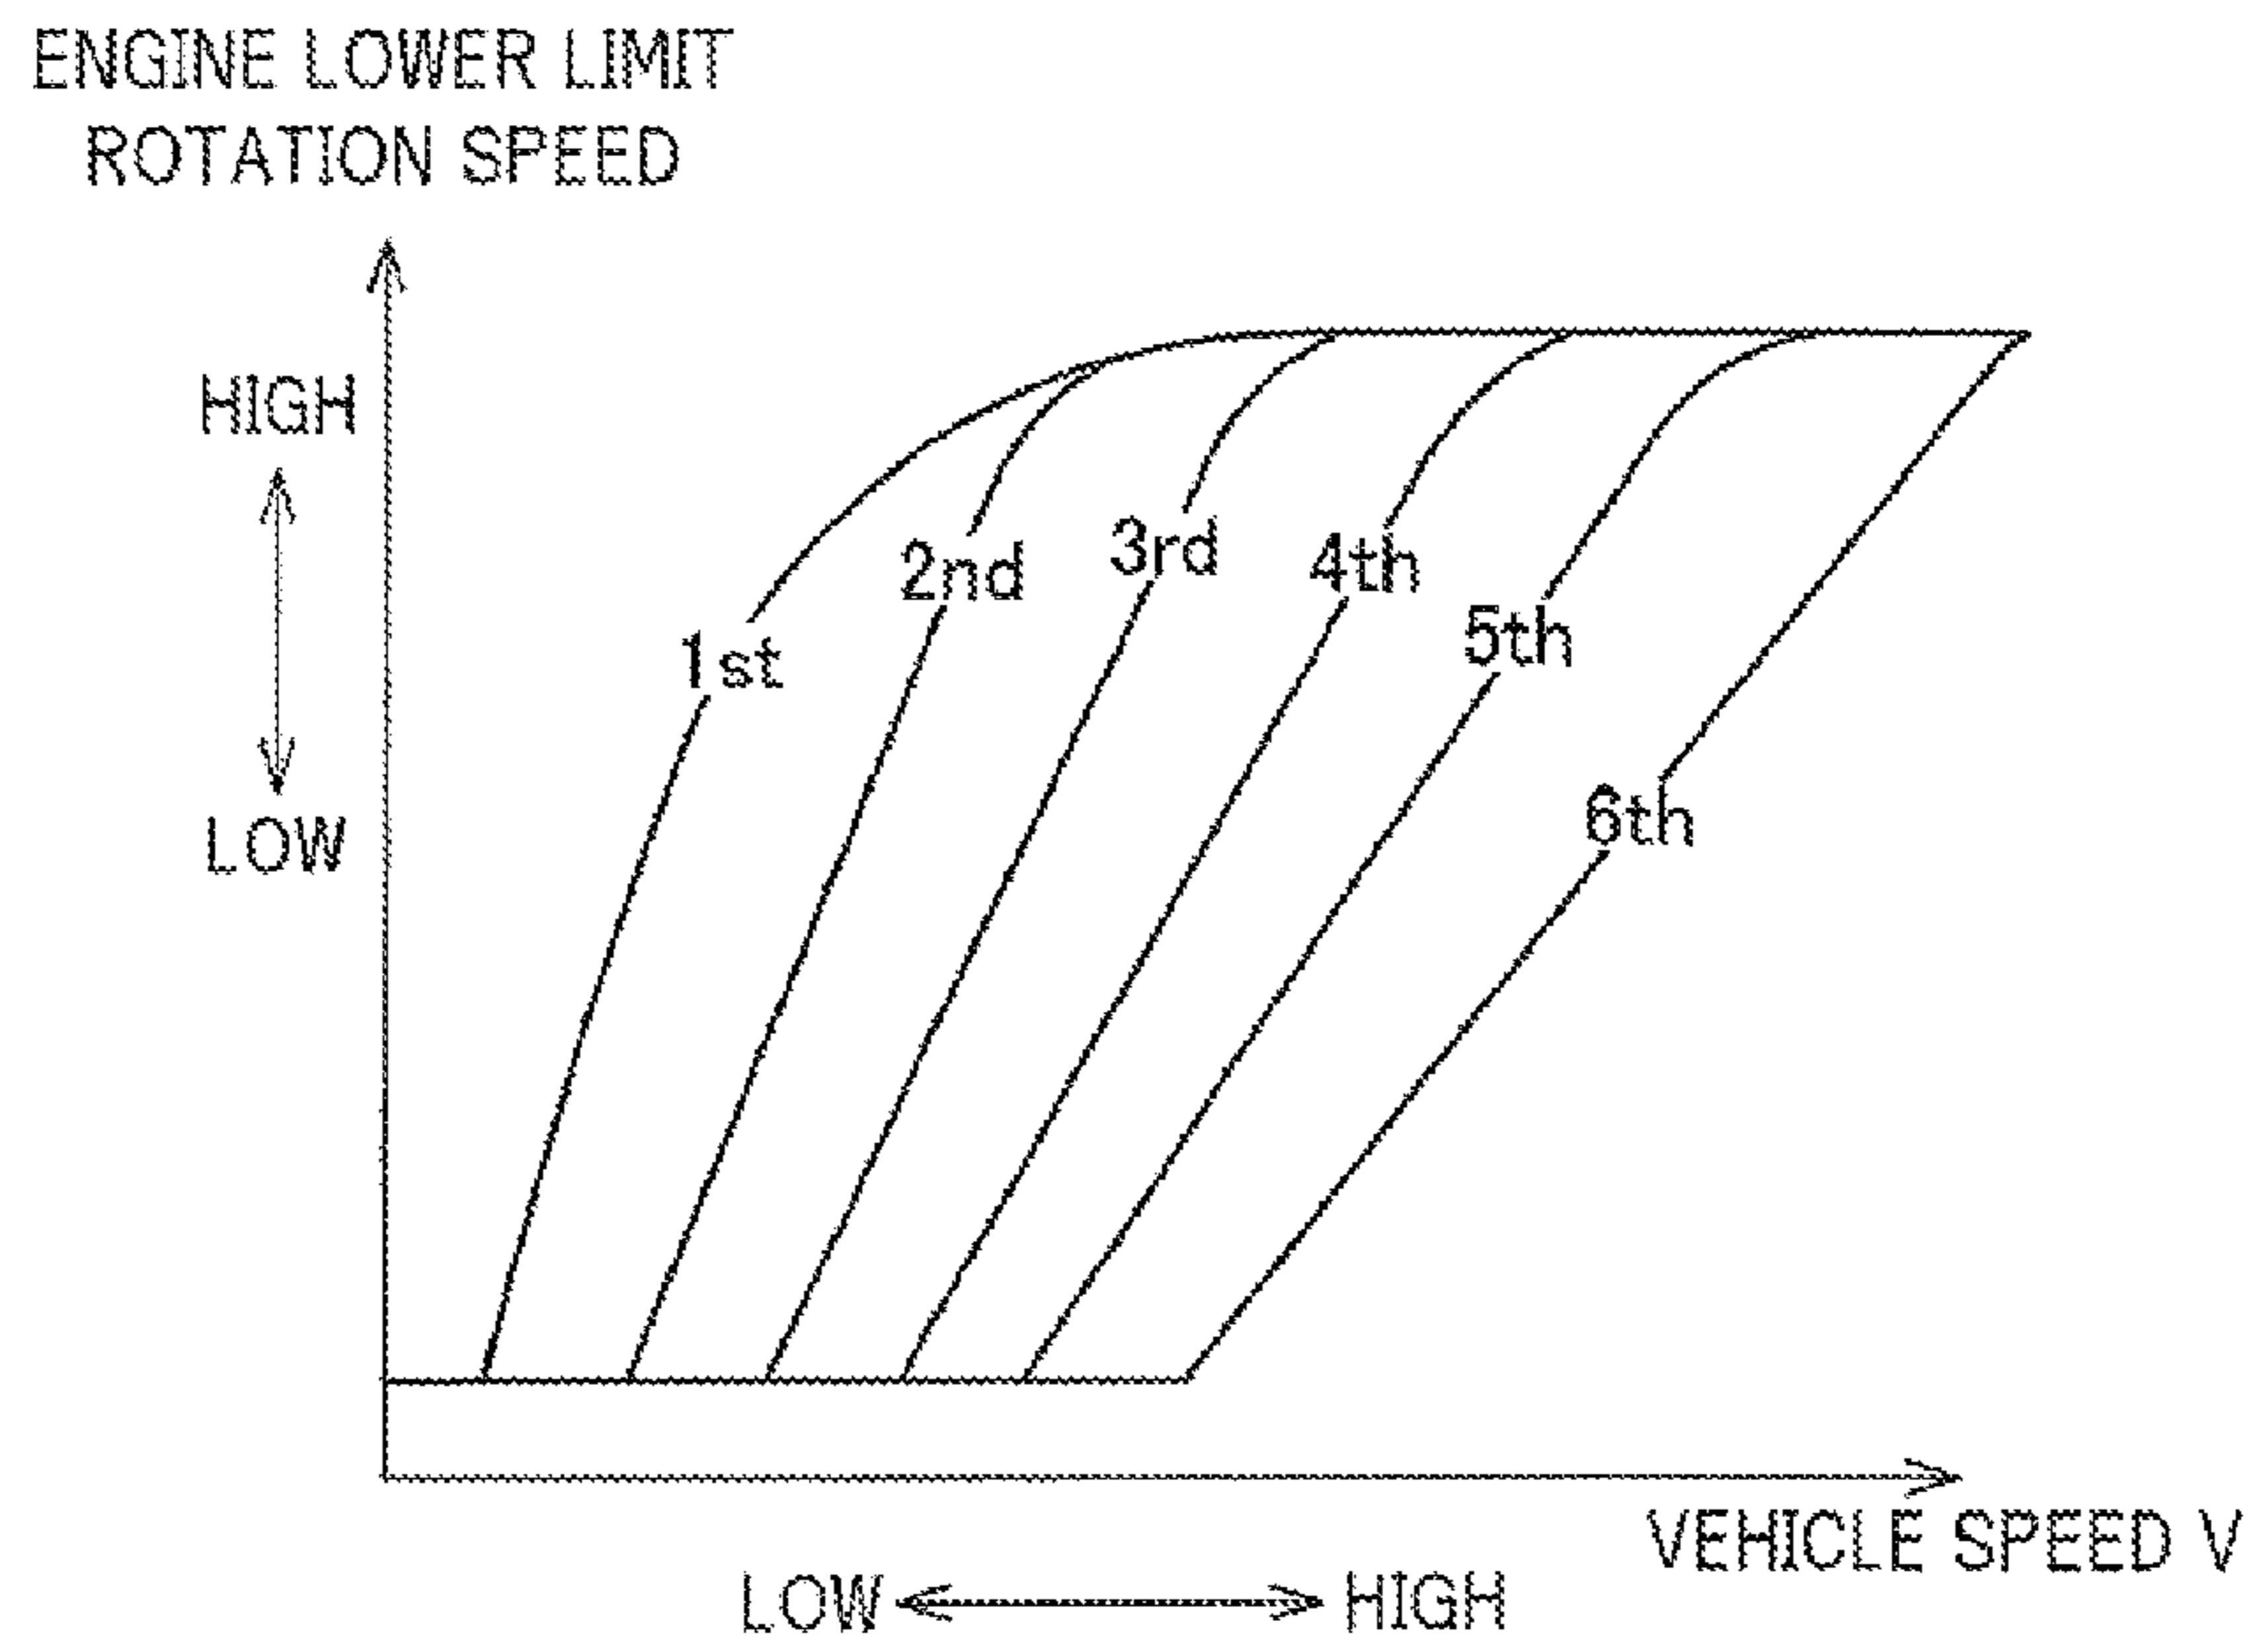 ENGINE LOWER LIMIT
ROTATION SPEED
HIGH
LOW
1st
2nd
3rd
4th
5th
6th
VEHICLE SPEED V
LOW
HIGH